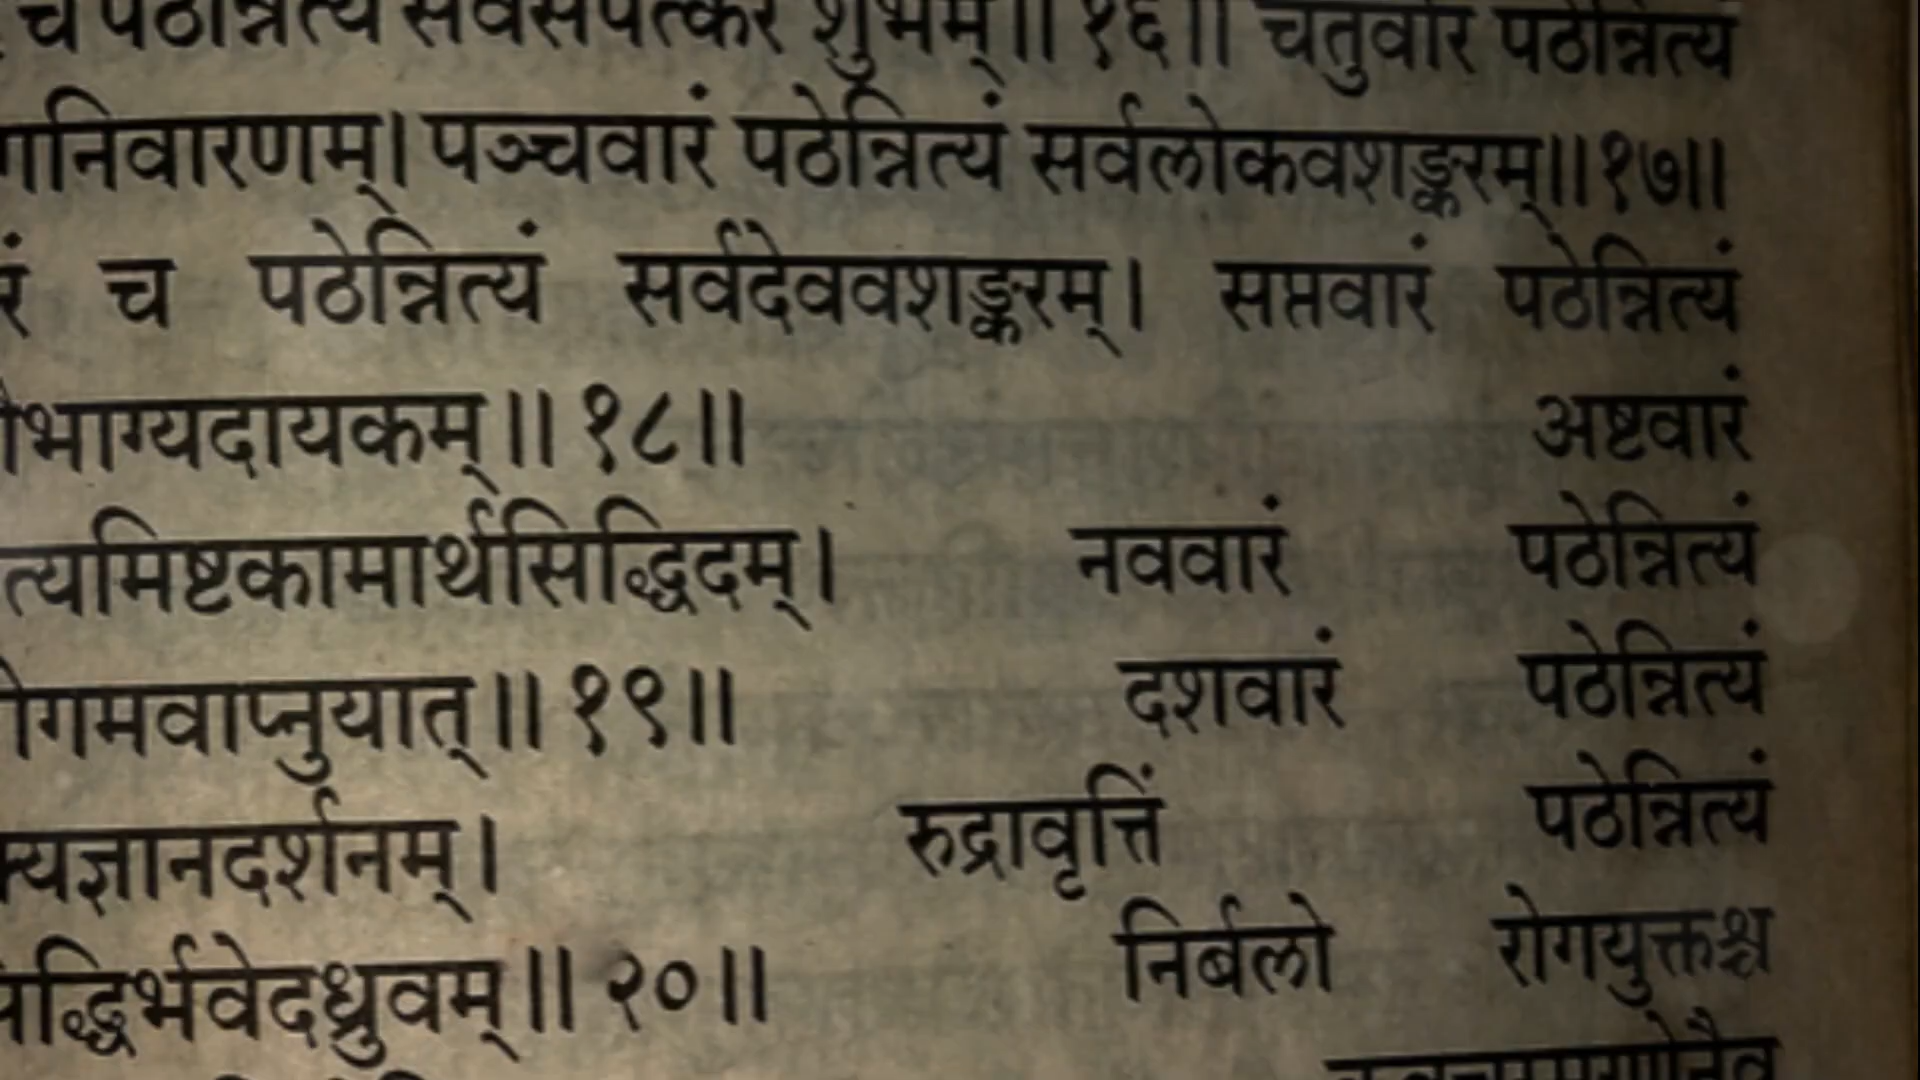 च पठेन्नित्यं सर्वसंपत्करं शुभम्॥१६॥ चतुर्वारं पठेन्नित्यं
गनिवारणम्। पञ्चवारं पठेन्नित्यं सर्वलोकवशङ्करम्॥१७॥
रं च पठेन्नित्यं सर्वदेववशङ्करम्। सप्तवारं पठेन्नित्यं
ौभाग्यदायकम्॥१८॥ अष्टवारं
त्यमिष्टकामार्थसिद्धिदम्। नववारं पठेन्नित्यं
ोगमवाप्नुयात्॥१९॥ दशवारं पठेन्नित्यं
क्यज्ञानदर्शनम्। रुद्रावृत्तिं पठेन्नित्यं
सिद्धिर्भवेदध्रुवम्॥२०॥ निर्बलो रोगयुक्तश्च